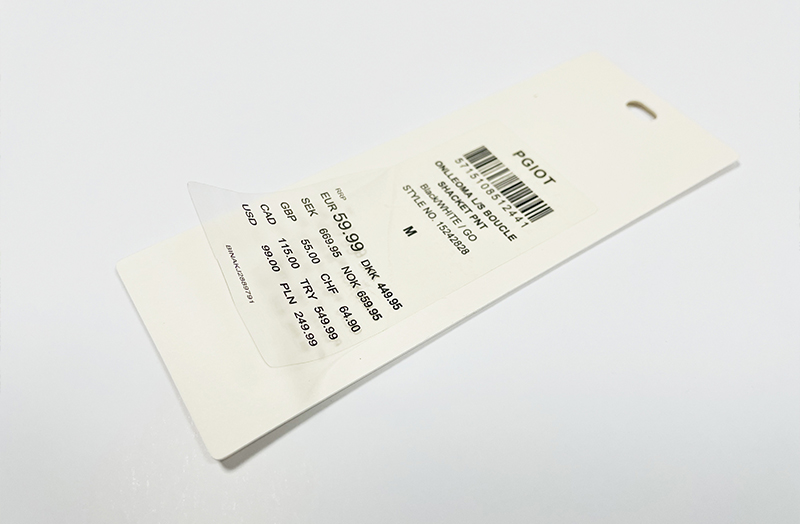 PGIOT
5715108512441
ONLLEOMA L/S BOUCLE
SHACKET PNT
Black/WHITE / GO
STYLE NO. 15242828
M
RRP
EUR 59.99 DKK 449.95
SEK 669.95 NOK 659.95
GBP 55.00 CHF 64.90
CAD 115.00 TRY 549.99
USD 99.00 PLN 249.99